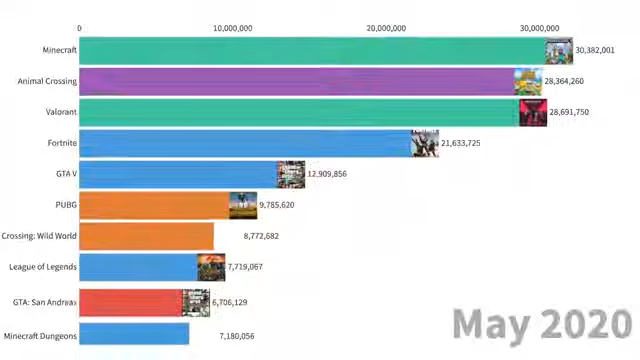 0 10,000,000 20,000,000 30,000,000
Minecraft 30,382,001
Animal Crossing 28,364,260
Valorant 28,691,750
Fortnite 21,633,725
GTA V 12,909,856
PUBG 9,785,620
Crossing: Wild World 8,772,682
League of Legends 7,719,067
GTA: San Andreas 6,706,129
Minecraft Dungeons 7,180,056
May 2020